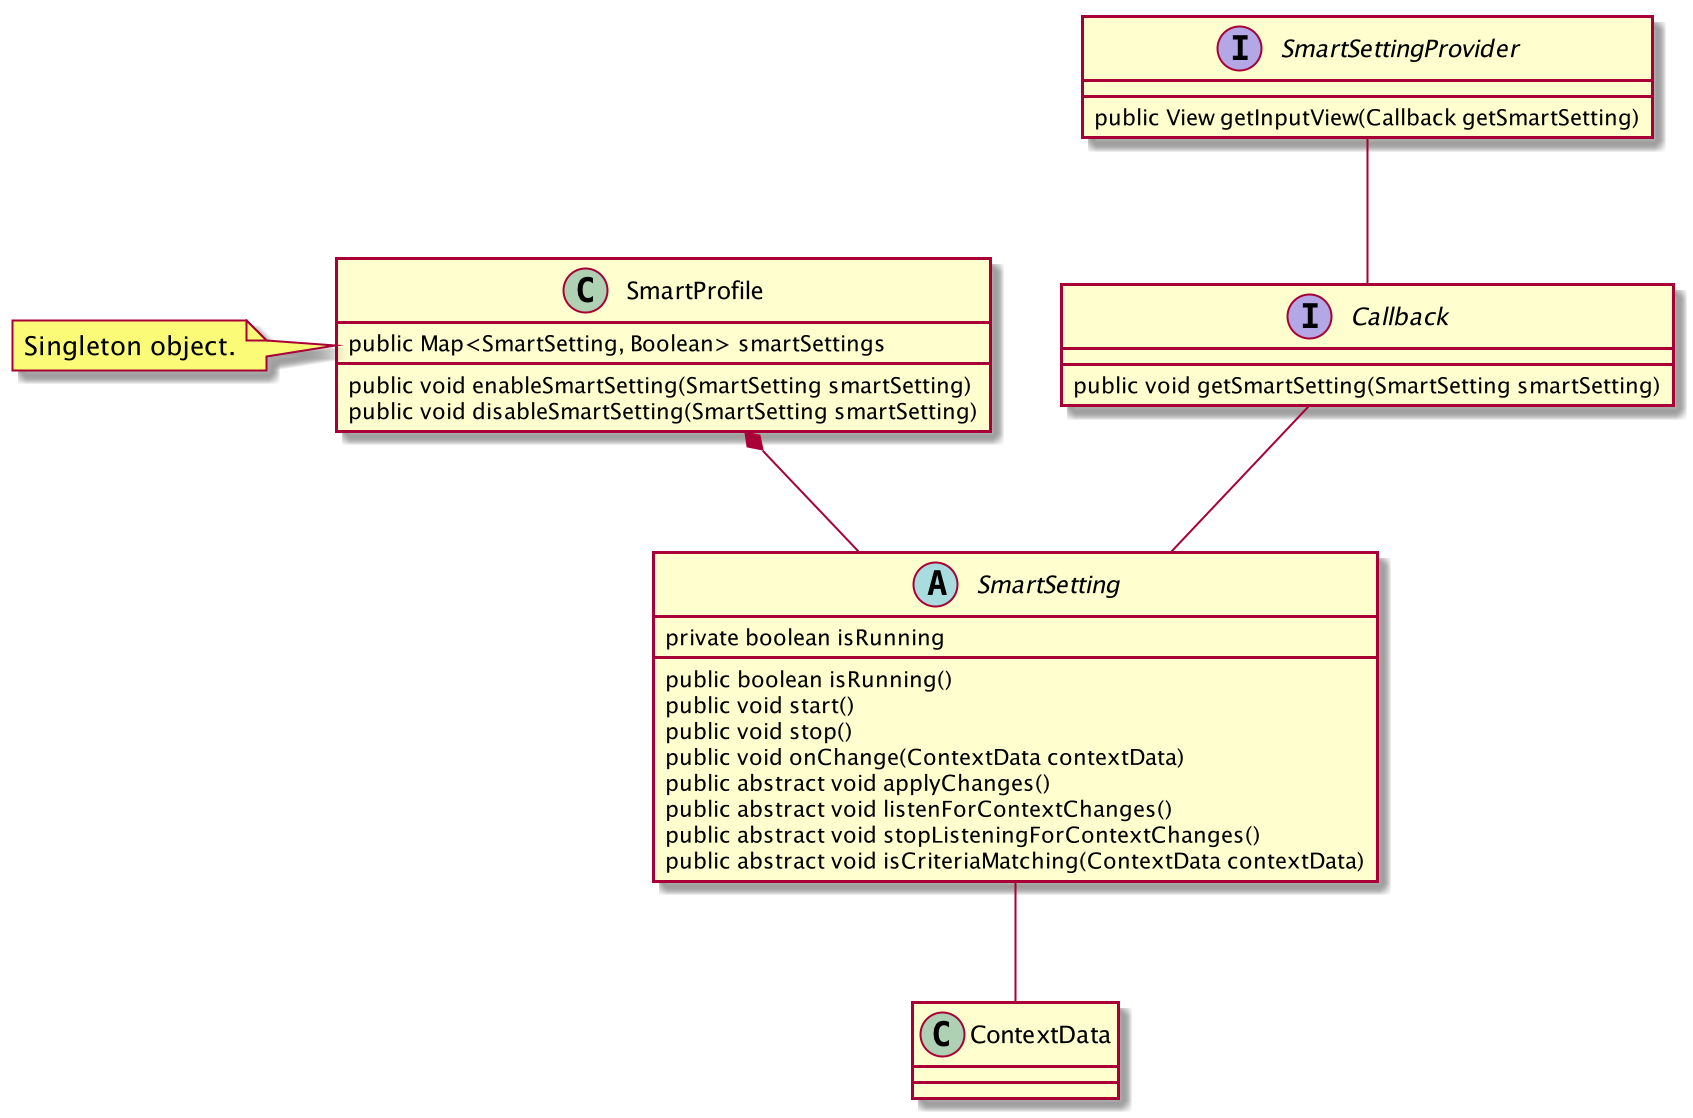 I SmartSettingProvider
public View getInputView(Callback getSmartSetting)
C SmartProfile
public Map<SmartSetting, Boolean> smartSettings
public void enableSmartSetting(SmartSetting smartSetting)
public void disableSmartSetting(SmartSetting smartSetting)
Singleton object.
I Callback
public void getSmartSetting(SmartSetting smartSetting)
A SmartSetting
private boolean isRunning
public boolean isRunning()
public void start()
public void stop()
public void onChange(ContextData contextData)
public abstract void applyChanges()
public abstract void listenForContextChanges()
public abstract void stopListeningForContextChanges()
public abstract void isCriteriaMatching(ContextData contextData)
C ContextData